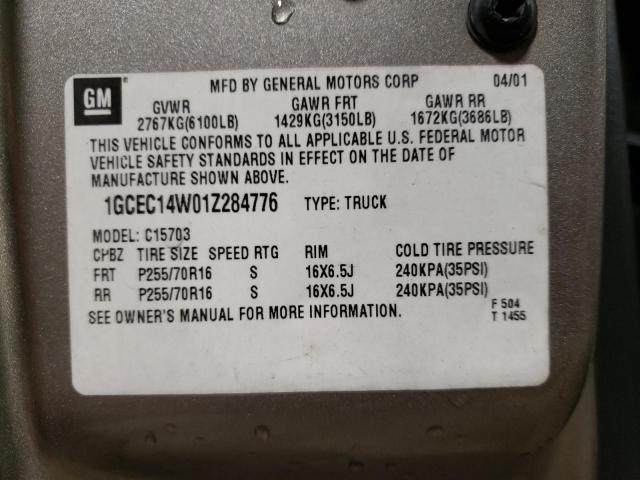 GM
MFD BY GENERAL MOTORS CORP 04/01
GVWR GAWR FRT GAWR RR
2767KG(6100LB) 1429KG(3150LB) 1672KG(3686LB)
THIS VEHICLE CONFORMS TO ALL APPLICABLE U.S. FEDERAL MOTOR
VEHICLE SAFETY STANDARDS IN EFFECT ON THE DATE OF
MANUFACTURE SHOWN ABOVE.
1GCEC14W01Z284776 TYPE: TRUCK
MODEL: C15703
CPBZ TIRE SIZE SPEED RTG RIM COLD TIRE PRESSURE
FRT P255/70R16 S 16X6.5J 240KPA(35PSI)
RR P255/70R16 S 16X6.5J 240KPA(35PSI)
SEE OWNER'S MANUAL FOR MORE INFORMATION.
F 504
T 1455